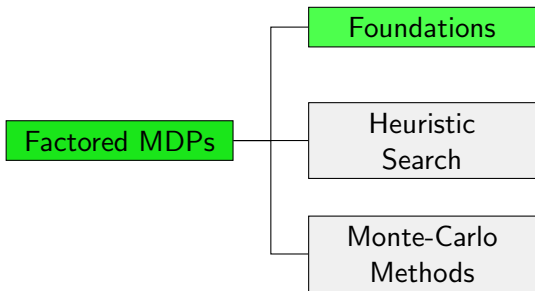 Foundations
Factored MDPs
Heuristic
Search
Monte-Carlo
Methods